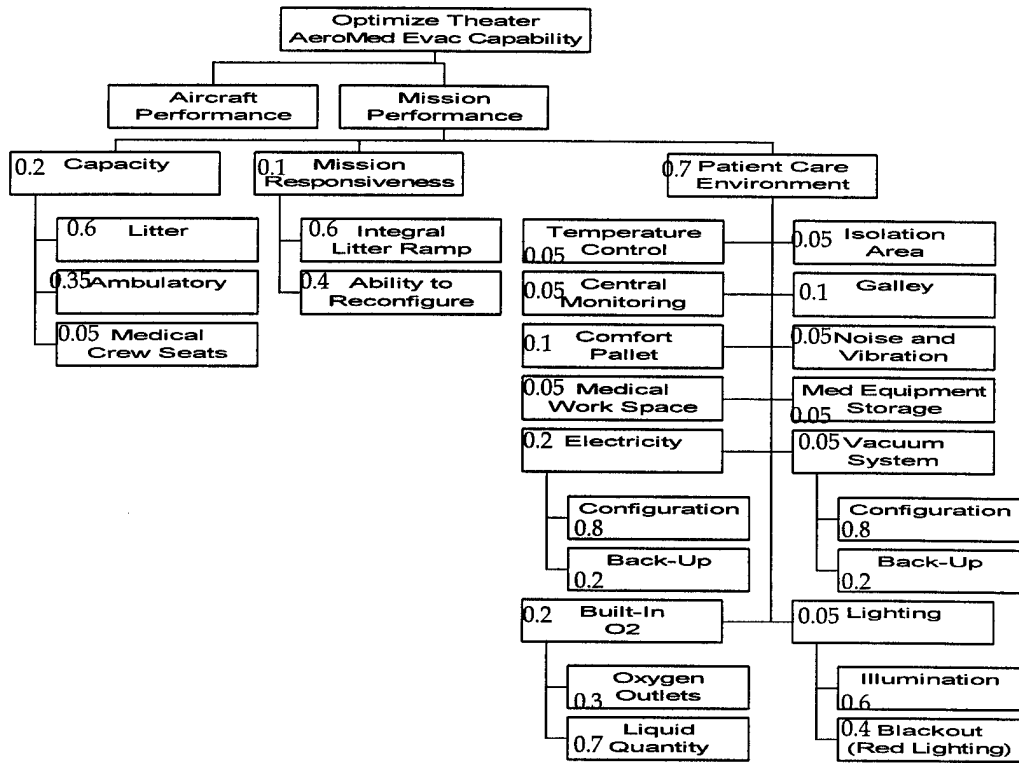 Optimize Theater
AeroMed Evac Capability
Aircraft
Performance
Mission
Performance
0.2 Capacity
0.1 Mission
Responsiveness
0.7 Patient Care
Environment
0.6 Litter
0.35 Ambulatory
0.05 Medical
Crew Seats
0.6 Integral
Litter Ramp
0.4 Ability to
Reconfigure
Temperature
0.05 Control
0.05 Isolation
Area
0.05 Central
Monitoring
0.1 Galley
0.1 Comfort
Pallet
0.05 Noise and
Vibration
0.05 Medical
Work Space
Med Equipment
Storage
0.05
0.2 Electricity
0.05 Vacuum
System
Configuration
0.8
Back-Up
0.2
Configuration
0.8
Back-Up
0.2
0.2 Built-In
O2
0.05 Lighting
Oxygen
Outlets
0.3
Liquid
0.7 Quantity
Illumination
0.6
0.4 Blackout
(Red Lighting)